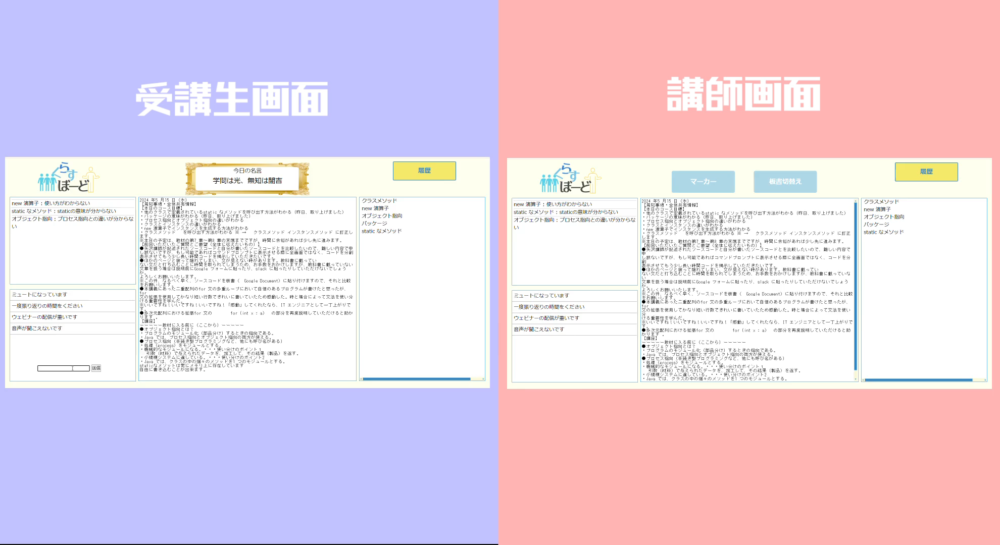 受講生画面
らすぼーど
今日の名言
学問は光、無知は闇吉
履歴
new 演算子：使い方がわからない
static なメソッド：staticの意味が分からない
オブジェクト指向：プロセス指向との違いが分からな
い
ミュートになっています
一度振り返りの時間をください
ウェビナーの配信が重いです
音声が聞こえないです
送信
2024 年5 月15 日（水）
【周知事項・全体共有情報】
【本日のコース目標】
・他のクラスで定義されているstatic なメソッドを呼び出す方法がわかる（昨日、取り上げました）
・パッケージの意味がわかる（昨日、取り上げました）
・プロセス指向とオブジェクト指向の違いがわかる
・クラスとインスタンスの違いがわかる
・new 演算子でインスタンスを生成する方法がわかる
・クラスメソッド　　を呼び出す方法がわかる ※ →　 クラスメソッド インスタンスメソッド に訂正し
ます。
※本日の予定は、教材の第7 章～第8 章の末尾までですが、時間に余裕があれば少し先に進みます。
【前回いただいたご質問とご要望（全体に伝えたいもの）】
●矢沢講師が記述されたソースコードと自分が書いたソースコードとを比較したいので、難しい内容で申
し訳ないですが、もし可能であればコマンドプロンプトに表示させる際に全画面ではなく、コードを分割
表示させてもう少し長い時間コードを掲示していただきたいです。
●ほかのページと被って隠れてしまい、文が見えない時があります。教科書に載ってい
ない文だと打ち込むことに時間を取られてしまうため、お手数をおかけしますが、教科書に載っていない
文章を扱う場合は説明前にGoogle フォームに貼ったり、slack に貼ったりしていただけないでしょう
か。
よろしくお願いいたします。
※この件、なるべく早く、ソースコードを板書（　Google Document）に貼り付けますので、それと比較
をお願いします。
●本講義にあった二重配列のfor 文の多重ループにおいて自信のあるプログラムが書けたと思ったが、
for
文の拡張を使用してかなり短い行数できれいに書いていたため感動した。時と場合によって文法を使い分
ける重要性を学んだ。
※いいですね！いいですね！いいですね！「感動」してくれたなら、IT エンジニアとして一丁上がりで
す。
●多次元配列における拡張for 文の　　　　for（int x : a）　の部分を再度説明していただけると助か
ります 。
【講座】
ーーーーー教材に入る前に（ここから）ーーーーー
●オブジェクト指向とは？
・プログラムのモジュール化（部品分け）するときの指向である。
・Java では、プロセス指向とオブジェクト指向の両方が使える。
●プロセス指向（手続き型プログラミングなど、他にも呼び名がある）
・処理（process）をモジュールとする。
・機械的なモジュールになる。・・・使い分けのポイント１
　引数（材料）で与えられたデータを、加工して、その結果（製品）を返す。
・小規模システムに適している。・・・使い分けのポイント2
・Java では、クラスの中の個々のメソッドを1 つのモジュールとする。
staticなメソットは常にメモリ上に存在しています
自由に書き込むことが出来ます。
クラスメソッド
new 演算子
オブジェクト指向
パッケージ
static なメソッド
講師画面
らすぼーど
マーカー
板書切替え
履歴
new 演算子：使い方がわからない
static なメソッド：staticの意味が分からない
オブジェクト指向：プロセス指向との違いが分からな
い
ミュートになっています
一度振り返りの時間をください
ウェビナーの配信が重いです
音声が聞こえないです
2024 年5 月15 日（水）
【周知事項・全体共有情報】
【本日のコース目標】
・他のクラスで定義されているstatic なメソッドを呼び出す方法がわかる（昨日、取り上げました）
・パッケージの意味がわかる（昨日、取り上げました）
・プロセス指向とオブジェクト指向の違いがわかる
・クラスとインスタンスの違いがわかる
・new 演算子でインスタンスを生成する方法がわかる
・クラスメソッド　　を呼び出す方法がわかる ※ →　 クラスメソッド インスタンスメソッド に訂正
します。
※本日の予定は、教材の第7 章～第8 章の末尾までですが、時間に余裕があれば少し先に進みます。
【前回いただいたご質問とご要望（全体に伝えたいもの）】
●矢沢講師が記述されたソースコードと自分が書いたソースコードとを比較したいので、難しい内容で
申
し訳ないですが、もし可能であればコマンドプロンプトに表示させる際に全画面ではなく、コードを分
割
表示させてもう少し長い時間コードを掲示していただきたいです。
●ほかのページと被って隠れてしまい、文が見えない時があります。教科書に載ってい
ない文だと打ち込むことに時間を取られてしまうため、お手数をおかけしますが、教科書に載っていな
い
文章を扱う場合は説明前にGoogle フォームに貼ったり、slack に貼ったりしていただけないでしょう
か。
よろしくお願いいたします。
※この件、なるべく早く、ソースコードを板書（　Google Document）に貼り付けますので、それと比較
をお願いします。
●本講義にあった二重配列のfor 文の多重ループにおいて自信のあるプログラムが書けたと思ったが、
for
文の拡張を使用してかなり短い行数できれいに書いていたため感動した。時と場合によって文法を使い
分
ける重要性を学んだ。
※いいですね！いいですね！いいですね！「感動」してくれたなら、IT エンジニアとして一丁上がりで
す。
●多次元配列における拡張for 文の　　　　for（int x : a）　の部分を再度説明していただけると助
かります 。
【講座】
ーーーーー教材に入る前に（ここから）ーーーーー
●オブジェクト指向とは？
・プログラムのモジュール化（部品分け）するときの指向である。
・Java では、プロセス指向とオブジェクト指向の両方が使える。
●プロセス指向（手続き型プログラミングなど、他にも呼び名がある）
・処理（process）をモジュールとする。
・機械的なモジュールになる。・・・使い分けのポイント１
　引数（材料）で与えられたデータを、加工して、その結果（製品）を返す。
・小規模システムに適している。・・・使い分けのポイント2
・Java では、クラスの中の個々のメソッドを1 つのモジュールとする。
クラスメソッド
new 演算子
オブジェクト指向
パッケージ
static なメソッド